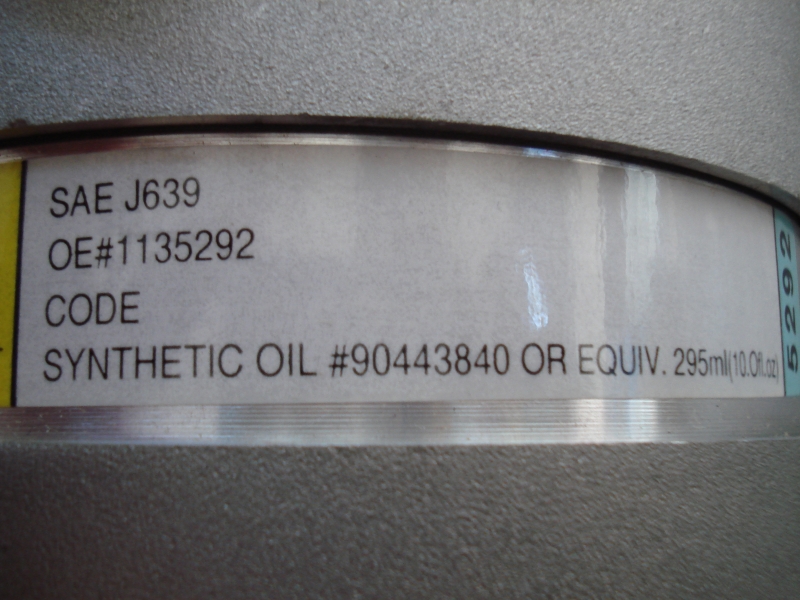 SAE J639
OE#1135292
CODE
SYNTHETIC OIL #90443840 OR EQUIV. 295ml(10.0fl.oz)
5292